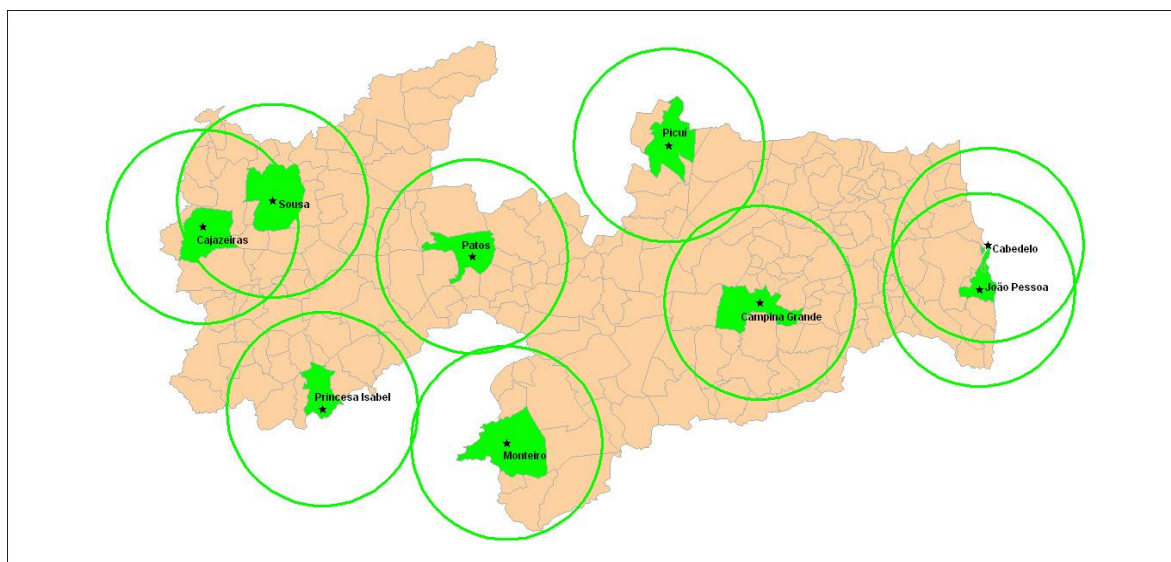 Picuí
Sousa
Cajazeiras
Patos
Cabedelo
João Pessoa
Campina Grande
Princesa Isabel
Monteiro